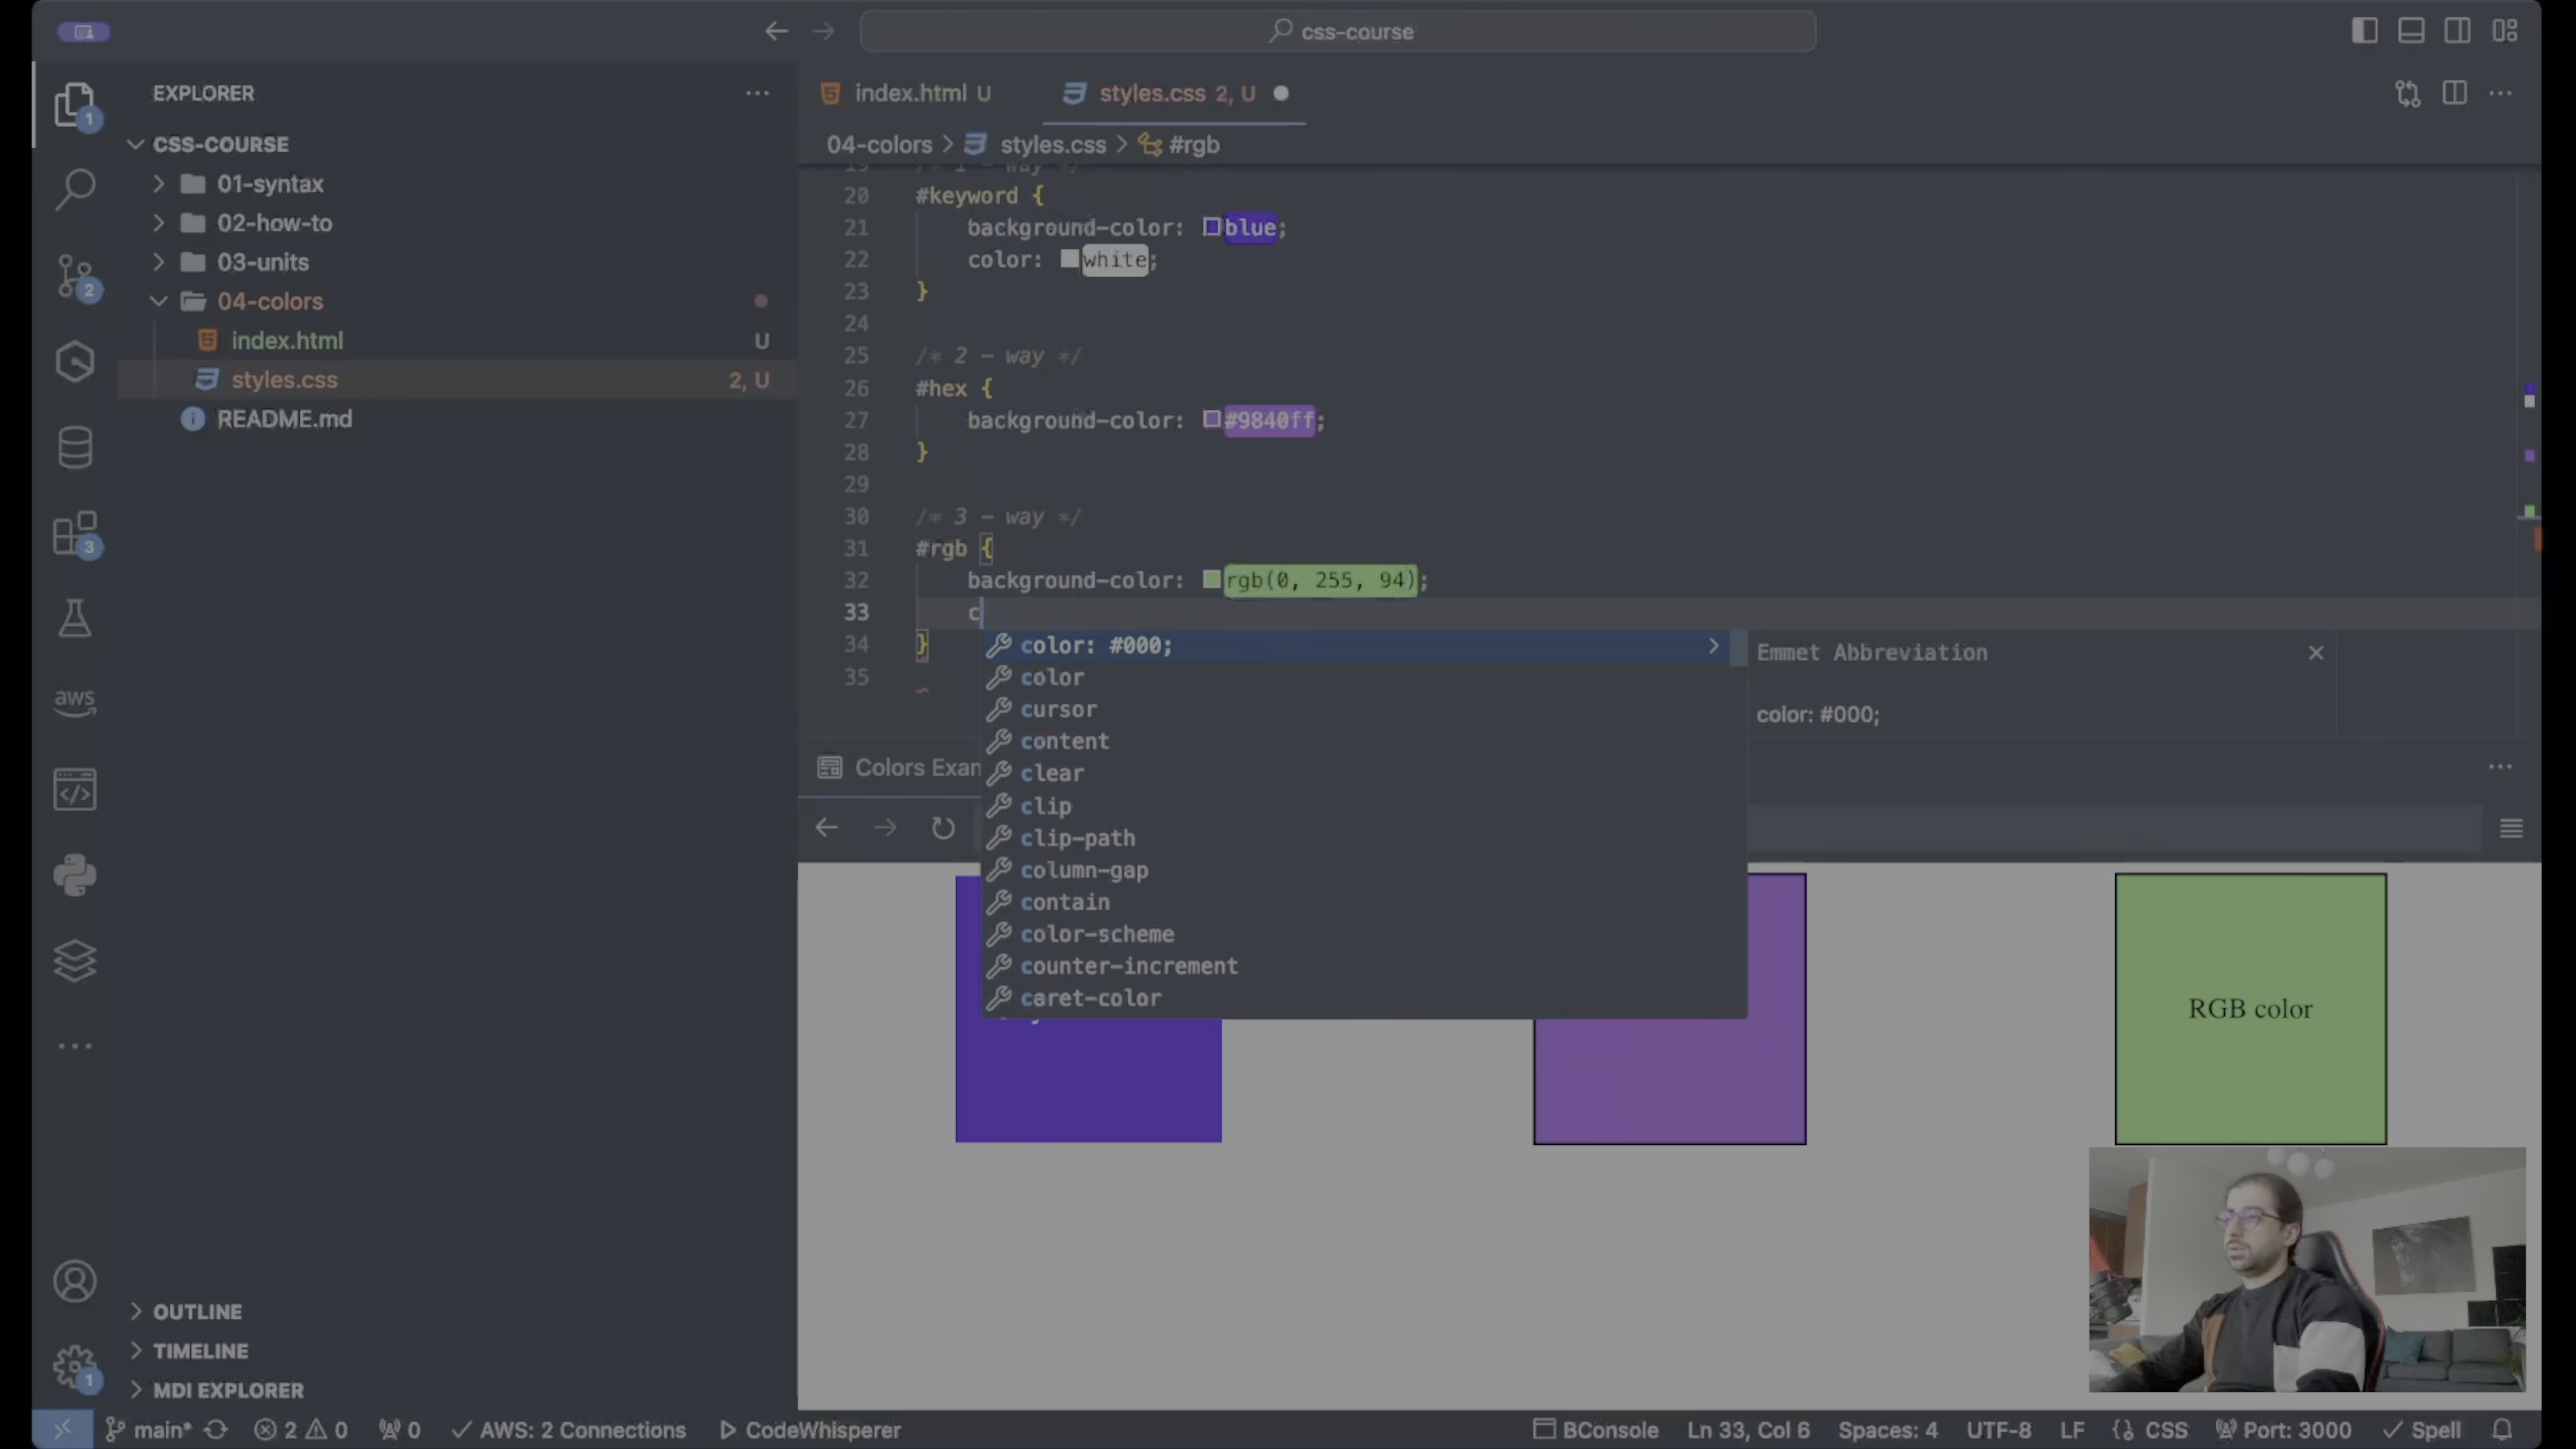 css-course
EXPLORER
index.html U
styles.css 2, U
CSS-COURSE
04-colors
styles.css
#rgb
01-syntax
02-how-to
03-units
04-colors
index.html U
styles.css 2, U
README.md
20 #keyword {
21 background-color: blue;
22 color: white;
23 }
24
25 /* 2 - way */
26 #hex {
27 background-color: #9840ff;
28 }
29
30 /* 3 - way */
31 #rgb {
32 background-color: rgb(0, 255, 94);
33 c
34 }
35
color: #000;
color
cursor
content
clear
clip
clip-path
column-gap
contain
color-scheme
counter-increment
caret-color
Emmet Abbreviation
color: #000;
Colors Exam
RGB color
1
2
3
aws
1
OUTLINE
TIMELINE
MDI EXPLORER
main* 2 0 0 AWS: 2 Connections CodeWhisperer
BConsole Ln 33, Col 6 Spaces: 4 UTF-8 LF CSS Port: 3000 Spell